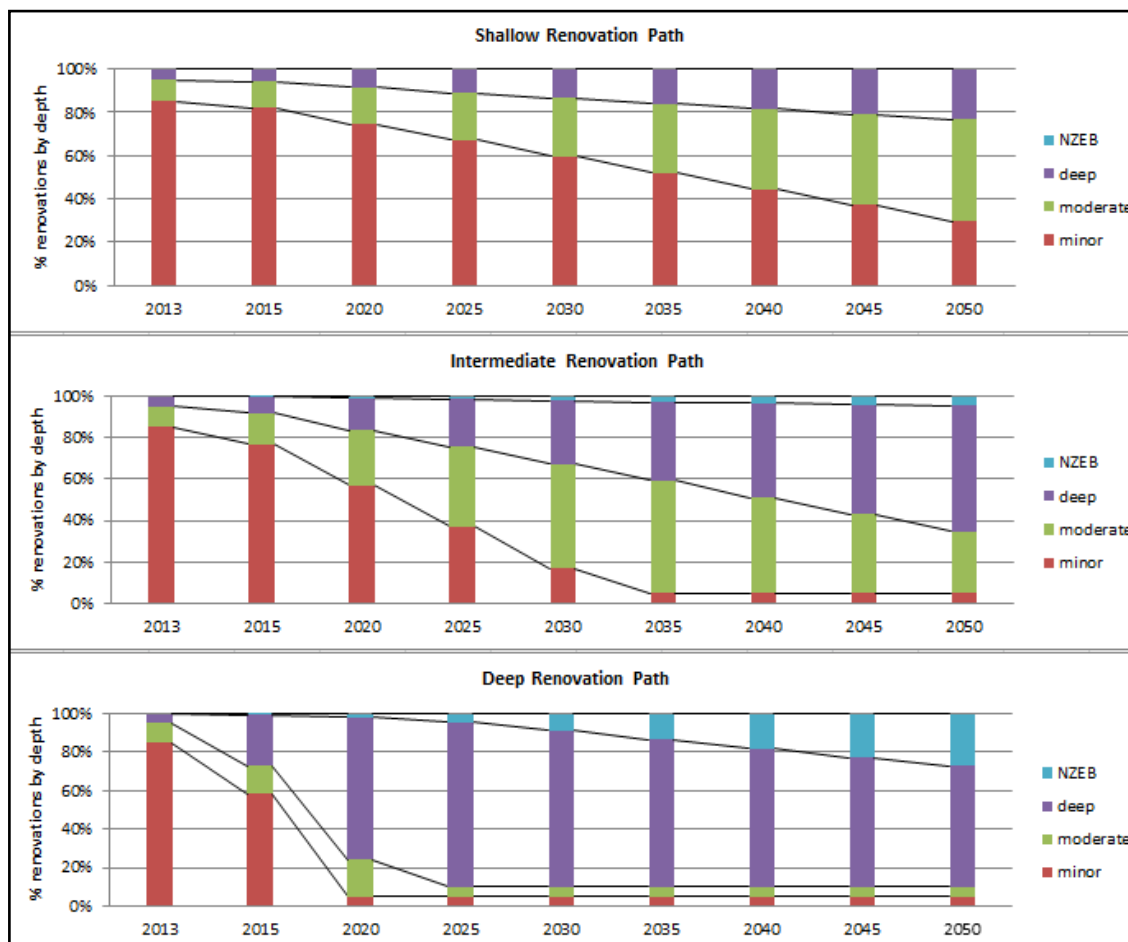 Shallow Renovation Path
% renovations by depth
100%
80%
60%
40%
20%
0%
2013 2015 2020 2025 2030 2035 2040 2045 2050
NZEB
deep
moderate
minor
Intermediate Renovation Path
% renovations by depth
100%
80%
60%
40%
20%
0%
2013 2015 2020 2025 2030 2035 2040 2045 2050
NZEB
deep
moderate
minor
Deep Renovation Path
% renovations by depth
100%
80%
60%
40%
20%
0%
2013 2015 2020 2025 2030 2035 2040 2045 2050
NZEB
deep
moderate
minor